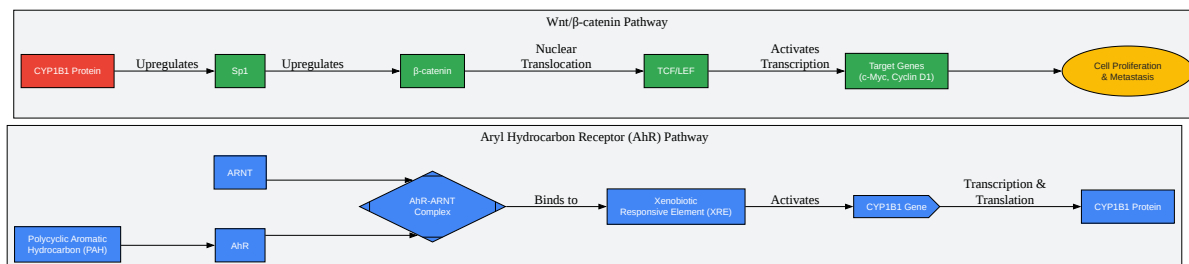 Wnt/β-catenin Pathway
CYP1B1 Protein
Upregulates
Sp1
Upregulates
β-catenin
Nuclear
Translocation
TCF/LEF
Activates
Transcription
Target Genes
(c-Myc, Cyclin D1)
Cell Proliferation
& Metastasis
Aryl Hydrocarbon Receptor (AhR) Pathway
ARNT
Polycyclic Aromatic
Hydrocarbon (PAH)
AhR
AhR-ARNT
Complex
Binds to
Xenobiotic
Responsive Element (XRE)
Activates
CYP1B1 Gene
Transcription &
Translation
CYP1B1 Protein